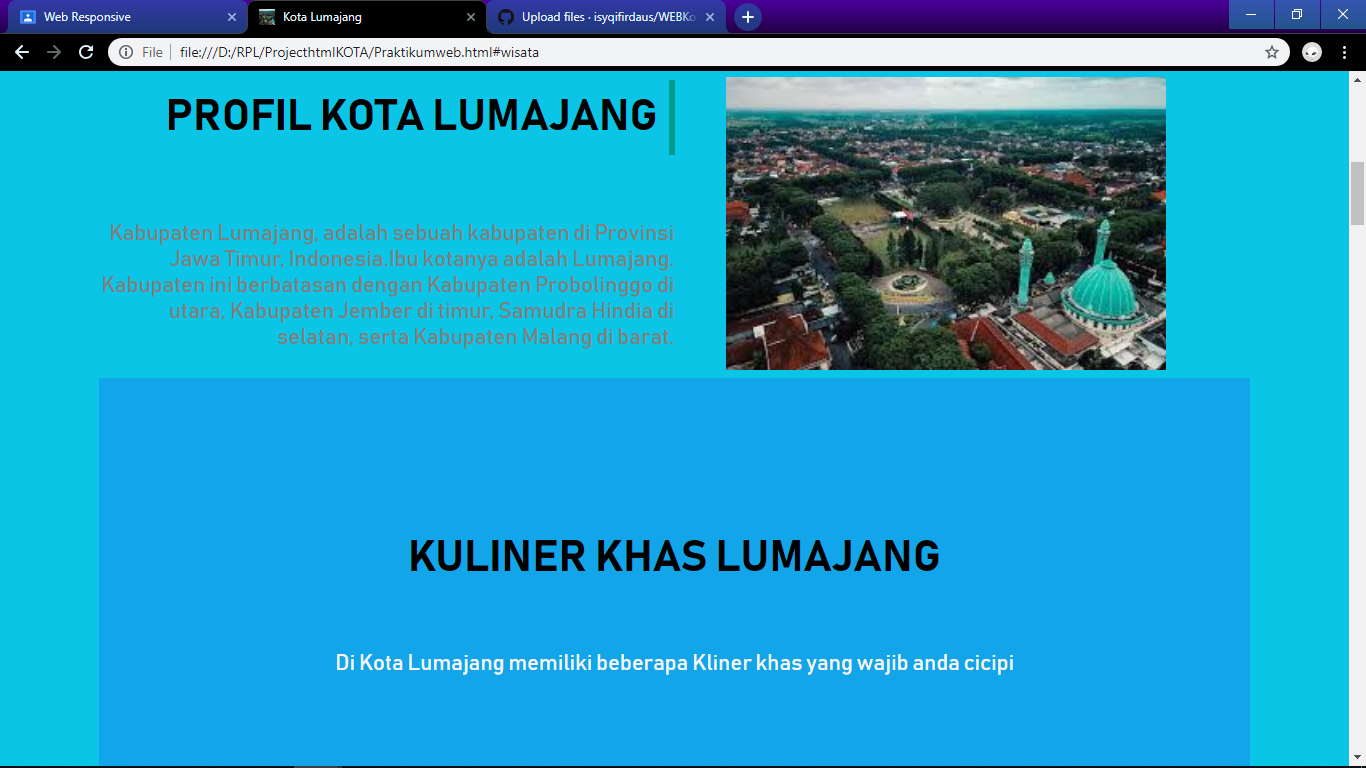 Web Responsive
Kota Lumajang
Upload files · isyqifirdaus/WEBKo
File
file:///D:/RPL/ProjecthtmlKOTA/Praktikumweb.html#wisata
PROFIL KOTA LUMAJANG
Kabupaten Lumajang, adalah sebuah kabupaten di Provinsi
Jawa Timur, Indonesia.Ibu kotanya adalah Lumajang.
Kabupaten ini berbatasan dengan Kabupaten Probolinggo di
utara, Kabupaten Jember di timur, Samudra Hindia di
selatan, serta Kabupaten Malang di barat.
KULINER KHAS LUMAJANG
Di Kota Lumajang memiliki beberapa Kliner khas yang wajib anda cicipi